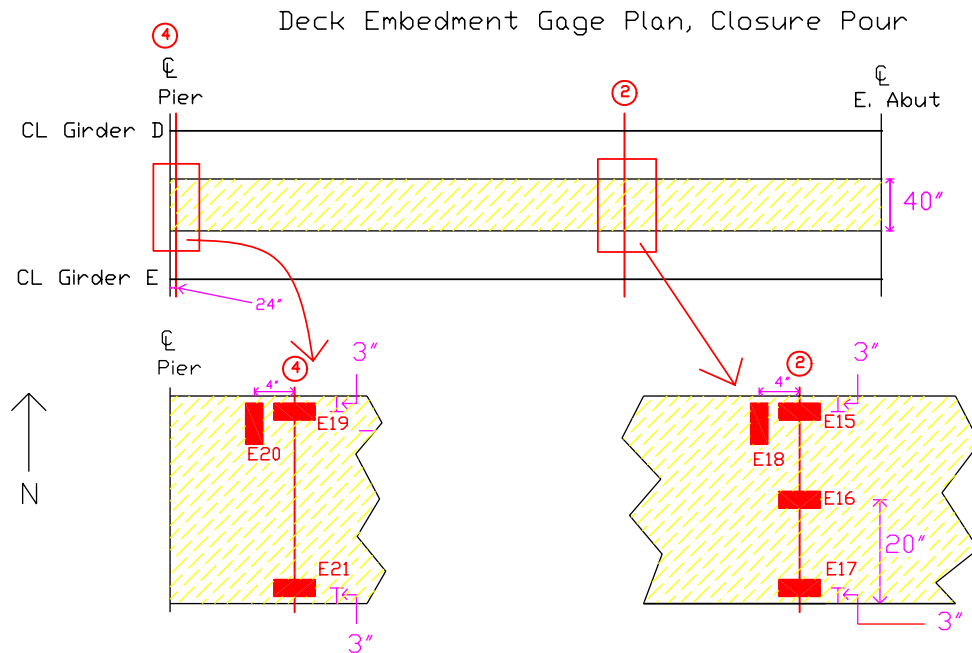 Deck Embedment Gage Plan, Closure Pour
4
℄
Pier
2
℄
E. Abut
CL Girder D
40"
CL Girder E
24"
℄
Pier
4
3"
2
3"
4"
4"
E19
E15
E20
E18
E16
N
20"
E21
E17
3"
3"